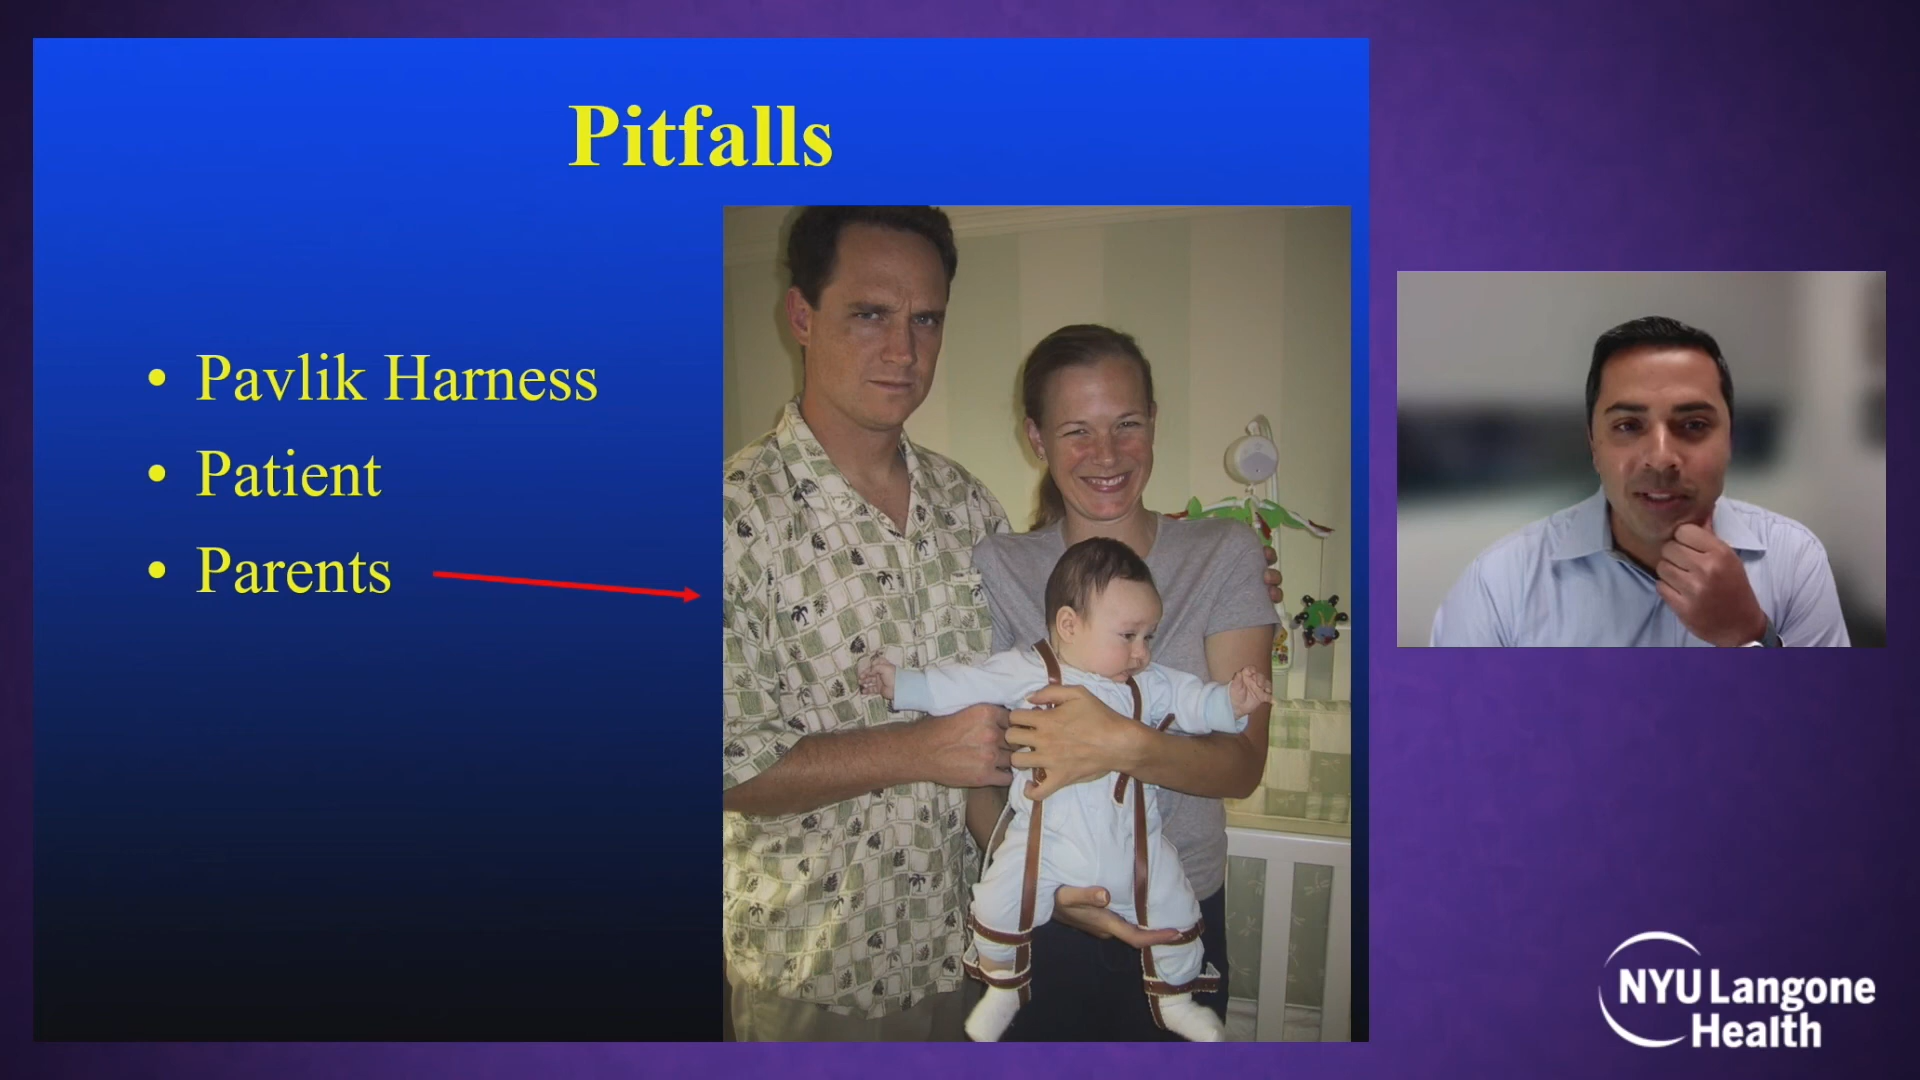 Pitfalls
• Pavlik Harness
• Patient
• Parents
NYU Langone
Health